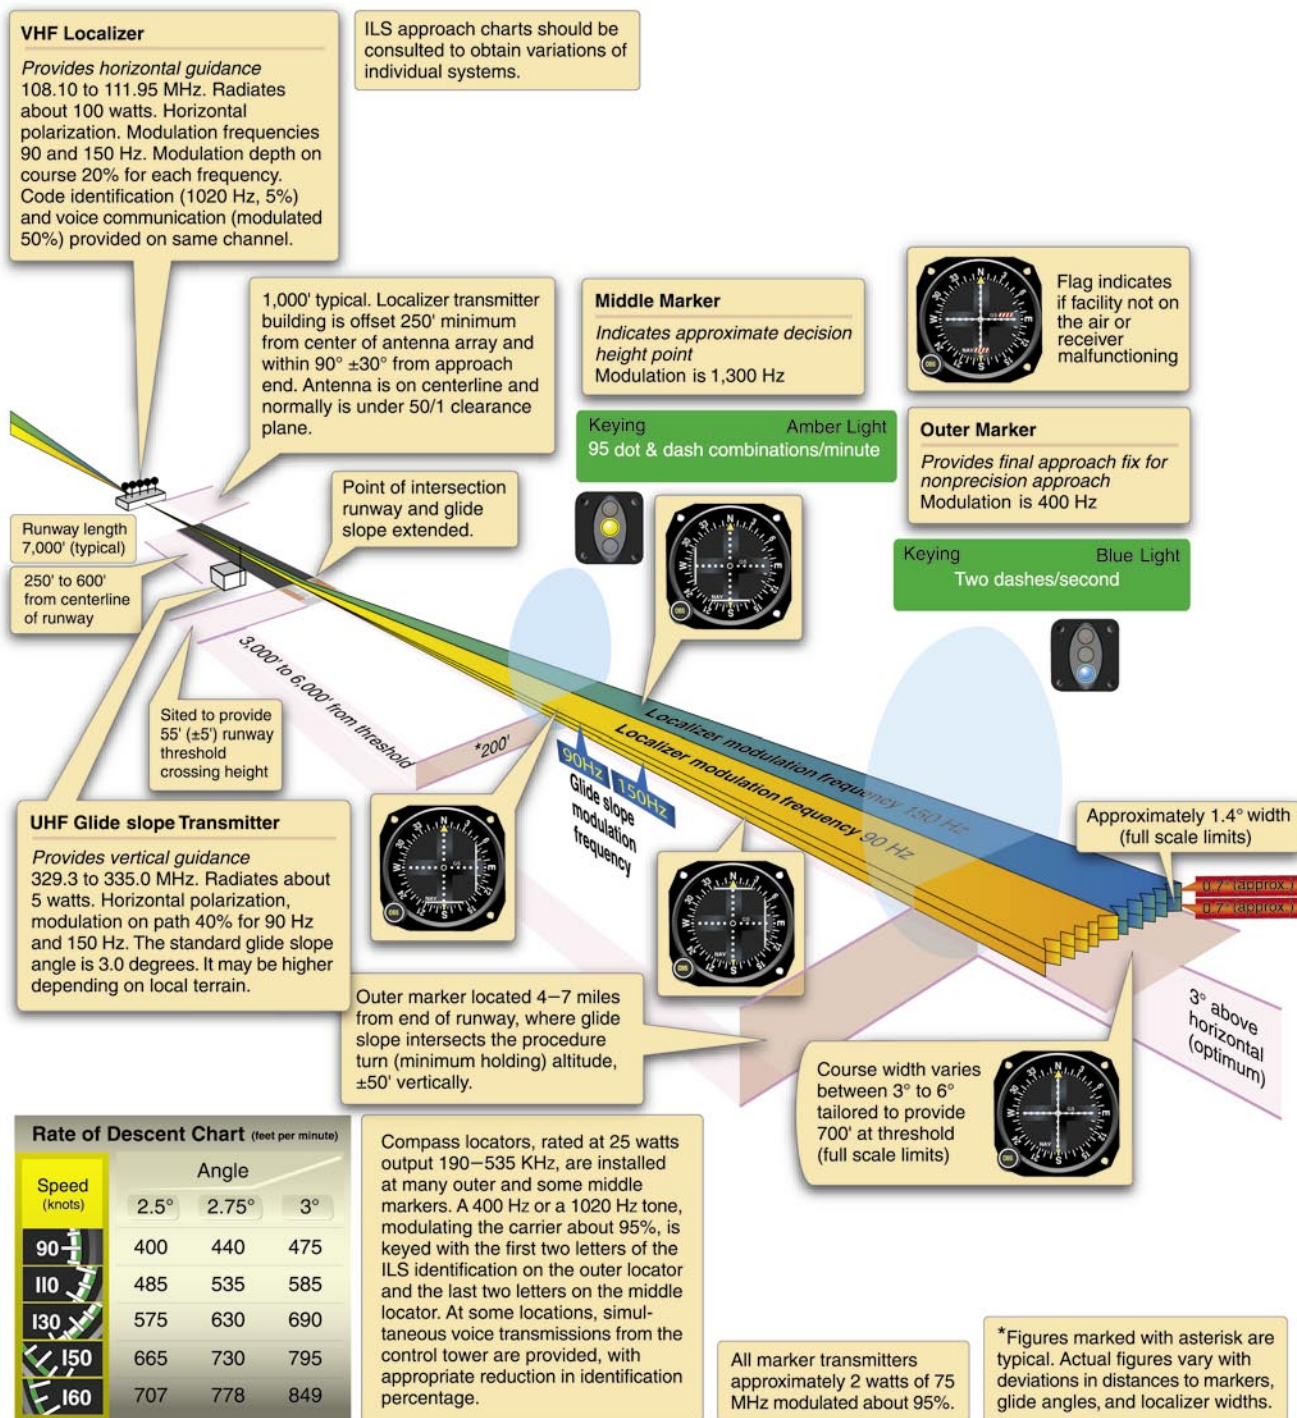 VHF Localizer
Provides horizontal guidance
108.10 to 111.95 MHz. Radiates
about 100 watts. Horizontal
polarization. Modulation frequencies
90 and 150 Hz. Modulation depth on
course 20% for each frequency.
Code identification (1020 Hz, 5%)
and voice communication (modulated
50%) provided on same channel.
ILS approach charts should be
consulted to obtain variations of
individual systems.
1,000' typical. Localizer transmitter
building is offset 250' minimum
from center of antenna array and
within 90° ±30° from approach
end. Antenna is on centerline and
normally is under 50/1 clearance
plane.
Middle Marker
Indicates approximate decision
height point
Modulation is 1,300 Hz
Keying Amber Light
95 dot & dash combinations/minute
Flag indicates
if facility not on
the air or
receiver
malfunctioning
Outer Marker
Provides final approach fix for
nonprecision approach
Modulation is 400 Hz
Keying Blue Light
Two dashes/second
Point of intersection
runway and glide
slope extended.
Runway length
7,000' (typical)
250' to 600'
from centerline
of runway
3,000' to 6,000' from threshold
*200'
Sited to provide
55' (±5') runway
threshold
crossing height
Localizer modulation frequency 150 Hz
Localizer modulation frequency 90 Hz
90Hz
150Hz
Glide slope
modulation
frequency
UHF Glide slope Transmitter
Provides vertical guidance
329.3 to 335.0 MHz. Radiates about
5 watts. Horizontal polarization,
modulation on path 40% for 90 Hz
and 150 Hz. The standard glide slope
angle is 3.0 degrees. It may be higher
depending on local terrain.
Approximately 1.4° width
(full scale limits)
0.7° (approx.)
0.7° (approx.)
Outer marker located 4–7 miles
from end of runway, where glide
slope intersects the procedure
turn (minimum holding) altitude,
±50' vertically.
3° above
horizontal
(optimum)
Course width varies
between 3° to 6°
tailored to provide
700' at threshold
(full scale limits)
Rate of Descent Chart (feet per minute)
Speed
(knots)
Angle
2.5° 2.75° 3°
90 400 440 475
110 485 535 585
130 575 630 690
150 665 730 795
160 707 778 849
Compass locators, rated at 25 watts
output 190–535 KHz, are installed
at many outer and some middle
markers. A 400 Hz or a 1020 Hz tone,
modulating the carrier about 95%, is
keyed with the first two letters of the
ILS identification on the outer locator
and the last two letters on the middle
locator. At some locations, simul-
taneous voice transmissions from the
control tower are provided, with
appropriate reduction in identification
percentage.
All marker transmitters
approximately 2 watts of 75
MHz modulated about 95%.
*Figures marked with asterisk are
typical. Actual figures vary with
deviations in distances to markers,
glide angles, and localizer widths.